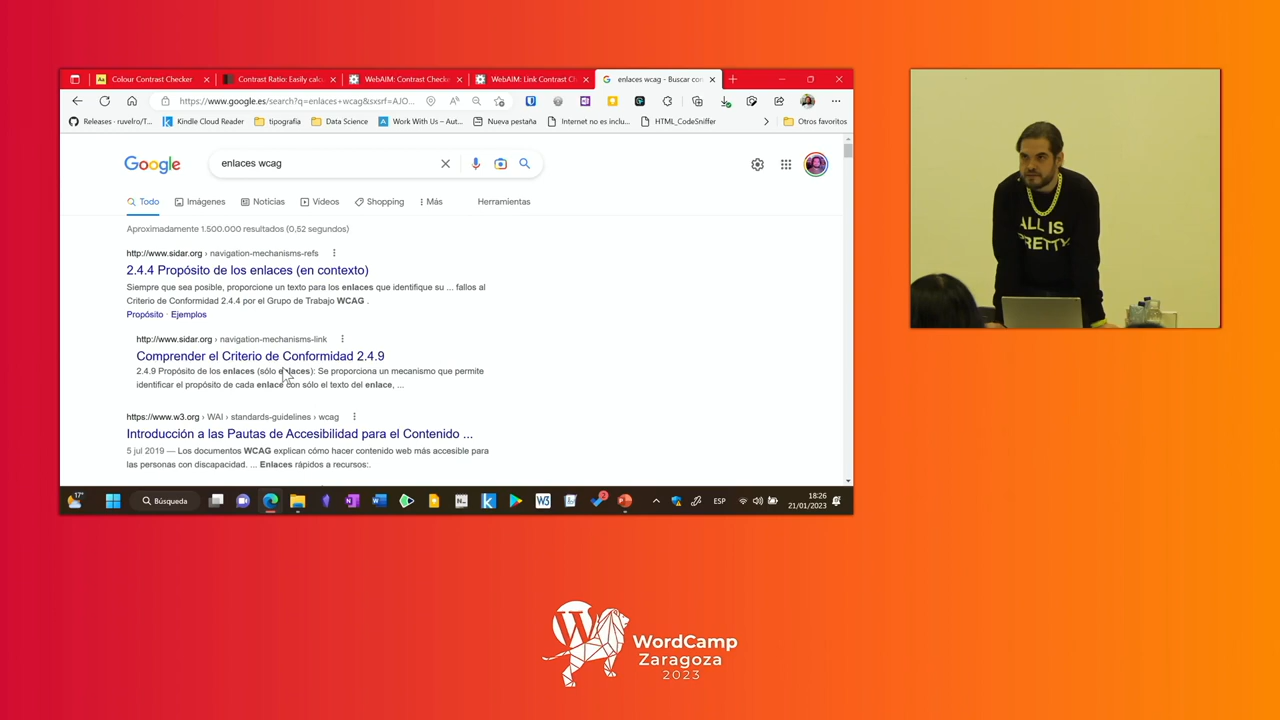 Colour Contrast Checker
Contrast Ratio: Easily calc
WebAIM: Contrast Checke
WebAIM: Link Contrast Ch
enlaces wcag - Buscar con
https://www.google.es/search?q=enlaces+wcag&sxsrf=AJO...
Releases · ruvelro/T...
Kindle Cloud Reader
tipografia
Data Science
Work With Us – Aut...
Nueva pestaña
Internet no es inclu...
HTML_CodeSniffer
Otros favoritos
Google
enlaces wcag
Todo
Imágenes
Noticias
Videos
Shopping
Más
Herramientas
Aproximadamente 1.500.000 resultados (0,52 segundos)
http://www.sidar.org › navigation-mechanisms-refs
2.4.4 Propósito de los enlaces (en contexto)
Siempre que sea posible, proporcione un texto para los enlaces que identifique su ... fallos al
Criterio de Conformidad 2.4.4 por el Grupo de Trabajo WCAG .
Propósito · Ejemplos
http://www.sidar.org › navigation-mechanisms-link
Comprender el Criterio de Conformidad 2.4.9
2.4.9 Propósito de los enlaces (sólo enlaces): Se proporciona un mecanismo que permite
identificar el propósito de cada enlace con sólo el texto del enlace, ...
https://www.w3.org › WAI › standards-guidelines › wcag
Introducción a las Pautas de Accesibilidad para el Contenido ...
5 jul 2019 — Los documentos WCAG explican cómo hacer contenido web más accesible para
las personas con discapacidad. ... Enlaces rápidos a recursos:.
17°
Búsqueda
ESP
18:26
21/01/2023
ALL IS
PRETTY
WordCamp
Zaragoza
2023